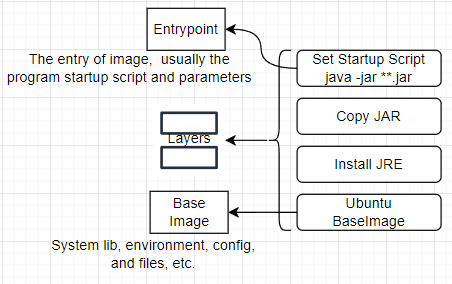 Entrypoint
The entry of image, usually the
program startup script and parameters
Layers
Base
Image
System lib, environment, config,
and files, etc.
Set Startup Script
java -jar **.jar
Copy JAR
Install JRE
Ubuntu
BaseImage